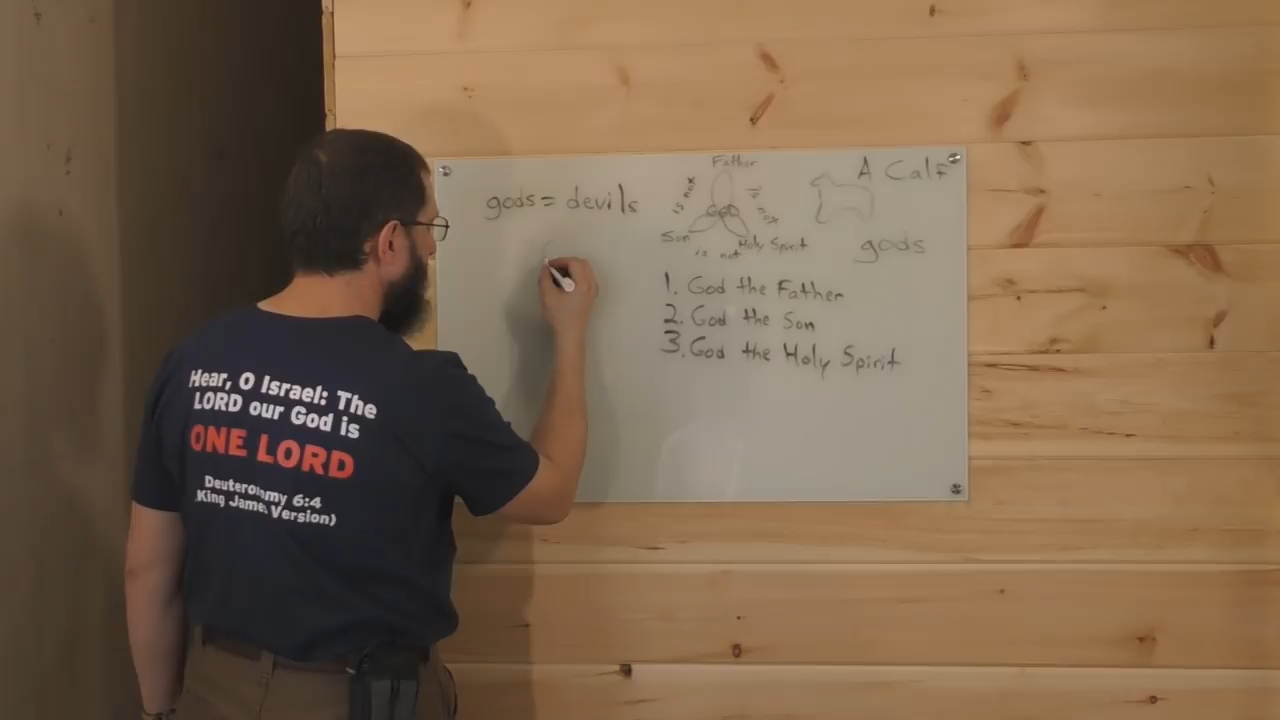 gods = devils
Father
is not
is not
God
Son
Holy Spirit
is not
A Calf
gods
1. God the Father
2. God the Son
3. God the Holy Spirit
Hear, O Israel: The
LORD our God is
ONE LORD
Deuteronomy 6:4
King James Version)